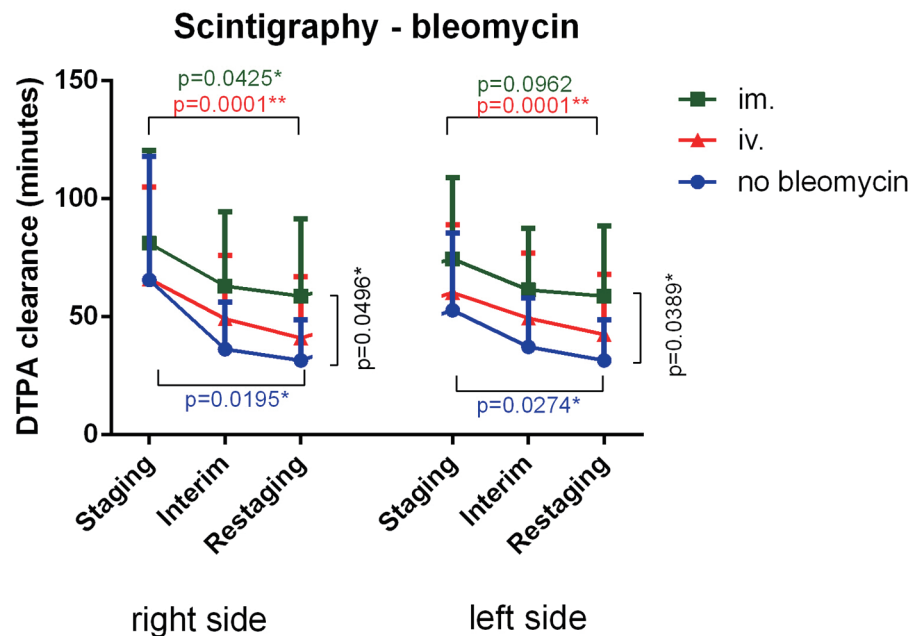 Scintigraphy - bleomycin
DTPA clearance (minutes)
150
100
50
0
p=0.0425*
p=0.0001**
p=0.0496*
p=0.0195*
p=0.0962
p=0.0001**
p=0.0389*
p=0.0274*
im.
iv.
no bleomycin
Staging
Interim
Restaging
Staging
Interim
Restaging
right side
left side